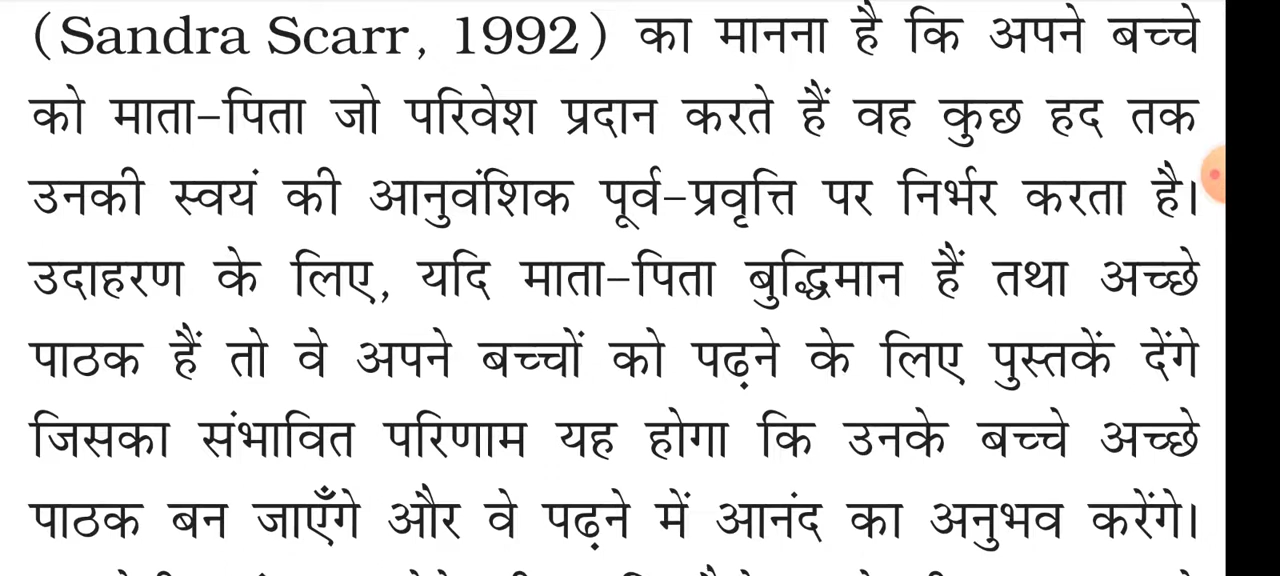 (Sandra Scarr, 1992) का मानना है कि अपने बच्चे
को माता-पिता जो परिवेश प्रदान करते हैं वह कुछ हद तक
उनकी स्वयं की आनुवंशिक पूर्व-प्रवृत्ति पर निर्भर करता है।
उदाहरण के लिए, यदि माता-पिता बुद्धिमान हैं तथा अच्छे
पाठक हैं तो वे अपने बच्चों को पढ़ने के लिए पुस्तकें देंगे
जिसका संभावित परिणाम यह होगा कि उनके बच्चे अच्छे
पाठक बन जाएँगे और वे पढ़ने में आनंद का अनुभव करेंगे।